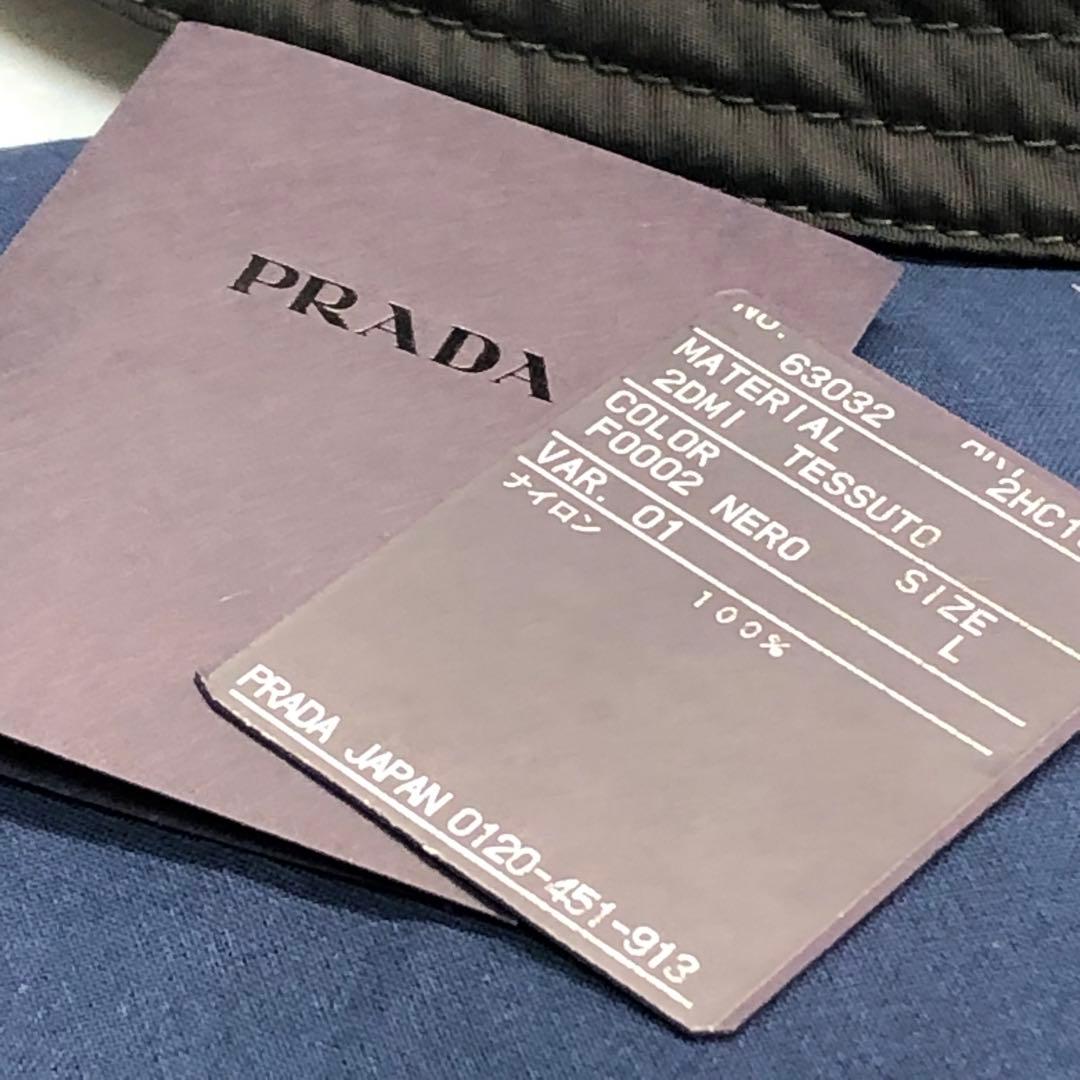 PRADA
NO.
63032
MATERIAL
2DMI TESSUTO
COLOR SIZE
F0002 NERO L
VAR. 01
ナイロン
100%
PRADA JAPAN 0120-451-913